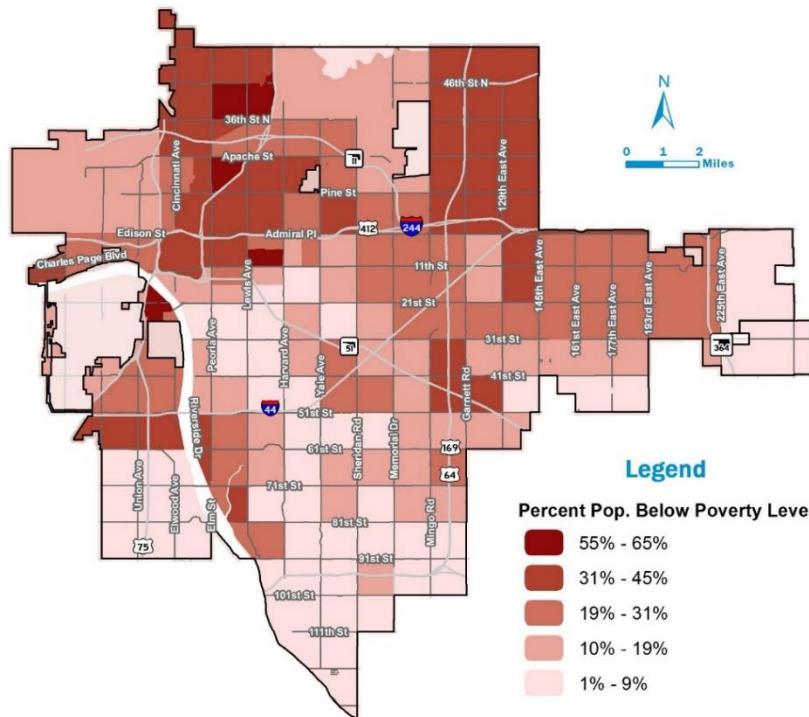 46th St N
N
36th St N
0 1 2
Miles
Apache St
11
Cincinnati Ave
129th East Ave
Pine St
Edison St
Admiral Pl
412
244
Charles Page Blvd
11th St
Lewis Ave
145th East Ave
161st East Ave
177th East Ave
193rd East Ave
225th East Ave
21st St
Peoria Ave
Harvard Ave
Yale Ave
51
31st St
364
41st St
Garnett Rd
44
51st St
Riverside Dr
Sheridan Rd
Memorial Dr
61st St
169
64
Union Ave
Elwood Ave
Elm St
71st St
81st St
Mingo Rd
75
91st St
101st St
111th St
Legend
Percent Pop. Below Poverty Leve
55% - 65%
31% - 45%
19% - 31%
10% - 19%
1% - 9%